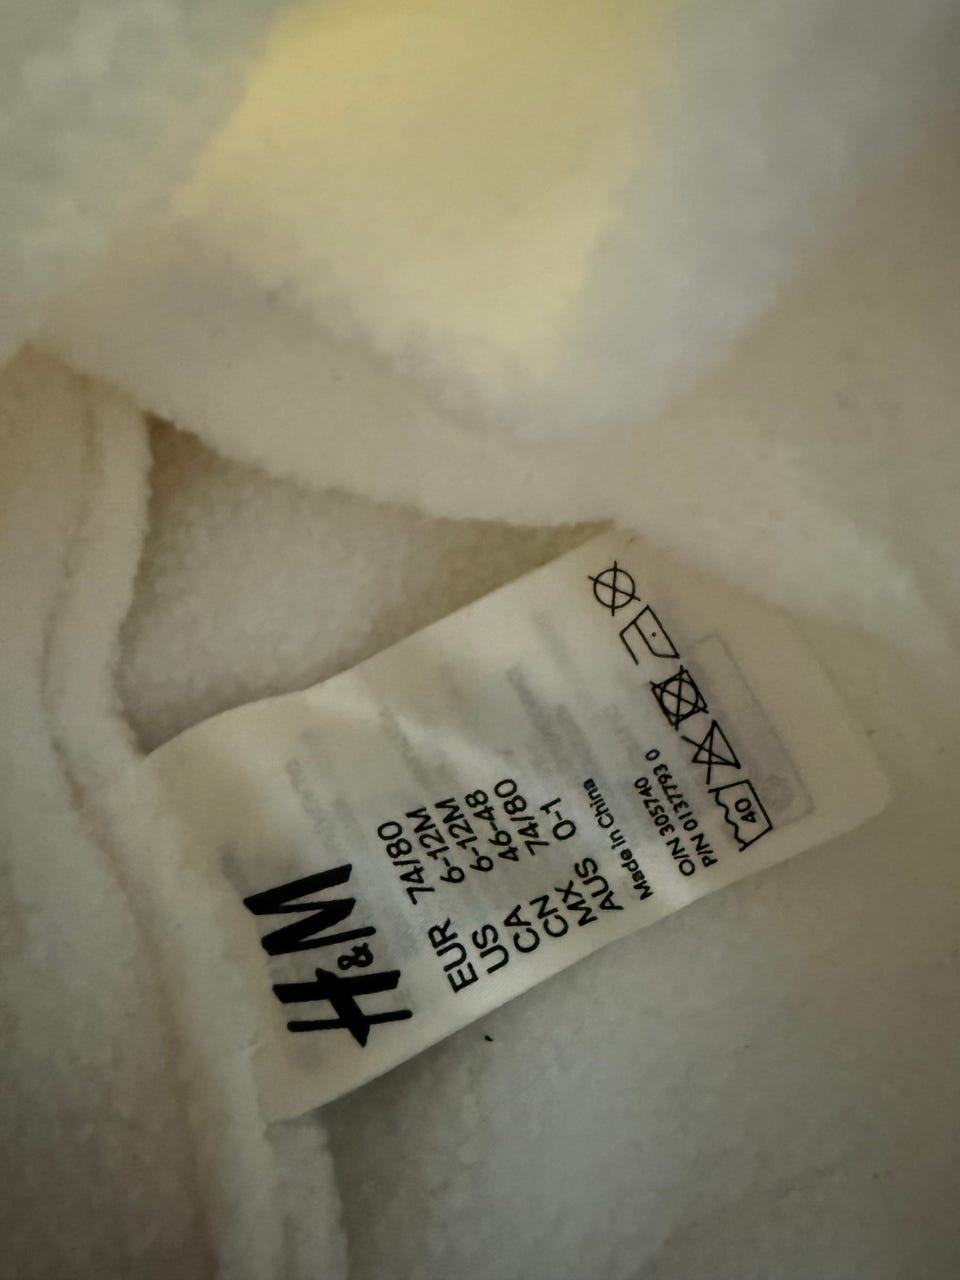 H&M
EUR 74/80
US 6-12M
CA 6-12M
CN 46-48
MX 74/80
AUS 0-1
Made in China
O/N 305740
P/N 0137793 0
40